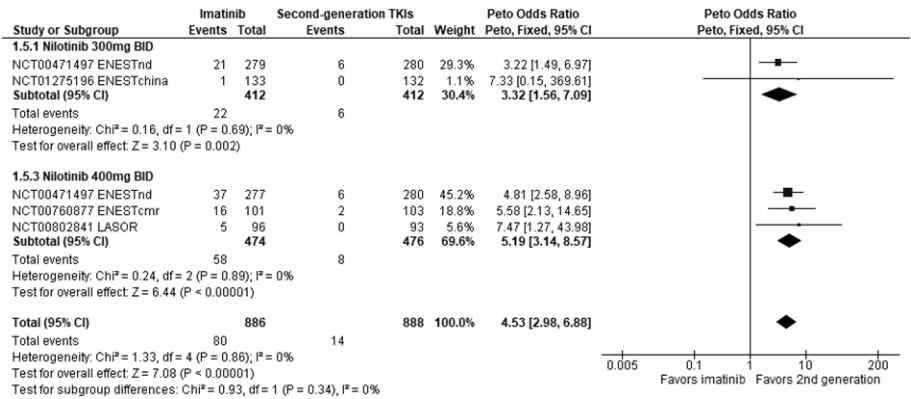 Imatinib Second-generation TKIs Peto Odds Ratio Peto Odds Ratio
Study or Subgroup Events Total Events Total Weight Peto, Fixed, 95% CI Peto, Fixed, 95% CI
1.5.1 Nilotinib 300mg BID
NCT00471497 ENESTnd 21 279 6 280 29.3% 3.22 [1.49, 6.97]
NCT01275196 ENESTchina 1 133 0 132 1.1% 7.33 [0.15, 369.61]
Subtotal (95% CI) 412 412 30.4% 3.32 [1.56, 7.09]
Total events 22 6
Heterogeneity: Chi² = 0.16, df = 1 (P = 0.69); I² = 0%
Test for overall effect: Z = 3.10 (P = 0.002)
1.5.3 Nilotinib 400mg BID
NCT00471497 ENESTnd 37 277 6 280 45.2% 4.81 [2.58, 8.96]
NCT00760877 ENESTcmr 16 101 2 103 18.8% 5.58 [2.13, 14.65]
NCT00802841 LASOR 5 96 0 93 5.6% 7.47 [1.27, 43.98]
Subtotal (95% CI) 474 476 69.6% 5.19 [3.14, 8.57]
Total events 58 8
Heterogeneity: Chi² = 0.24, df = 2 (P = 0.89); I² = 0%
Test for overall effect: Z = 6.44 (P < 0.00001)
Total (95% CI) 886 888 100.0% 4.53 [2.98, 6.88]
Total events 80 14
Heterogeneity: Chi² = 1.33, df = 4 (P = 0.86); I² = 0%
Test for overall effect: Z = 7.08 (P < 0.00001)
Test for subgroup differences: Chi² = 0.93, df = 1 (P = 0.34), I² = 0%
0.005 0.1 1 10 200
Favors imatinib Favors 2nd generation